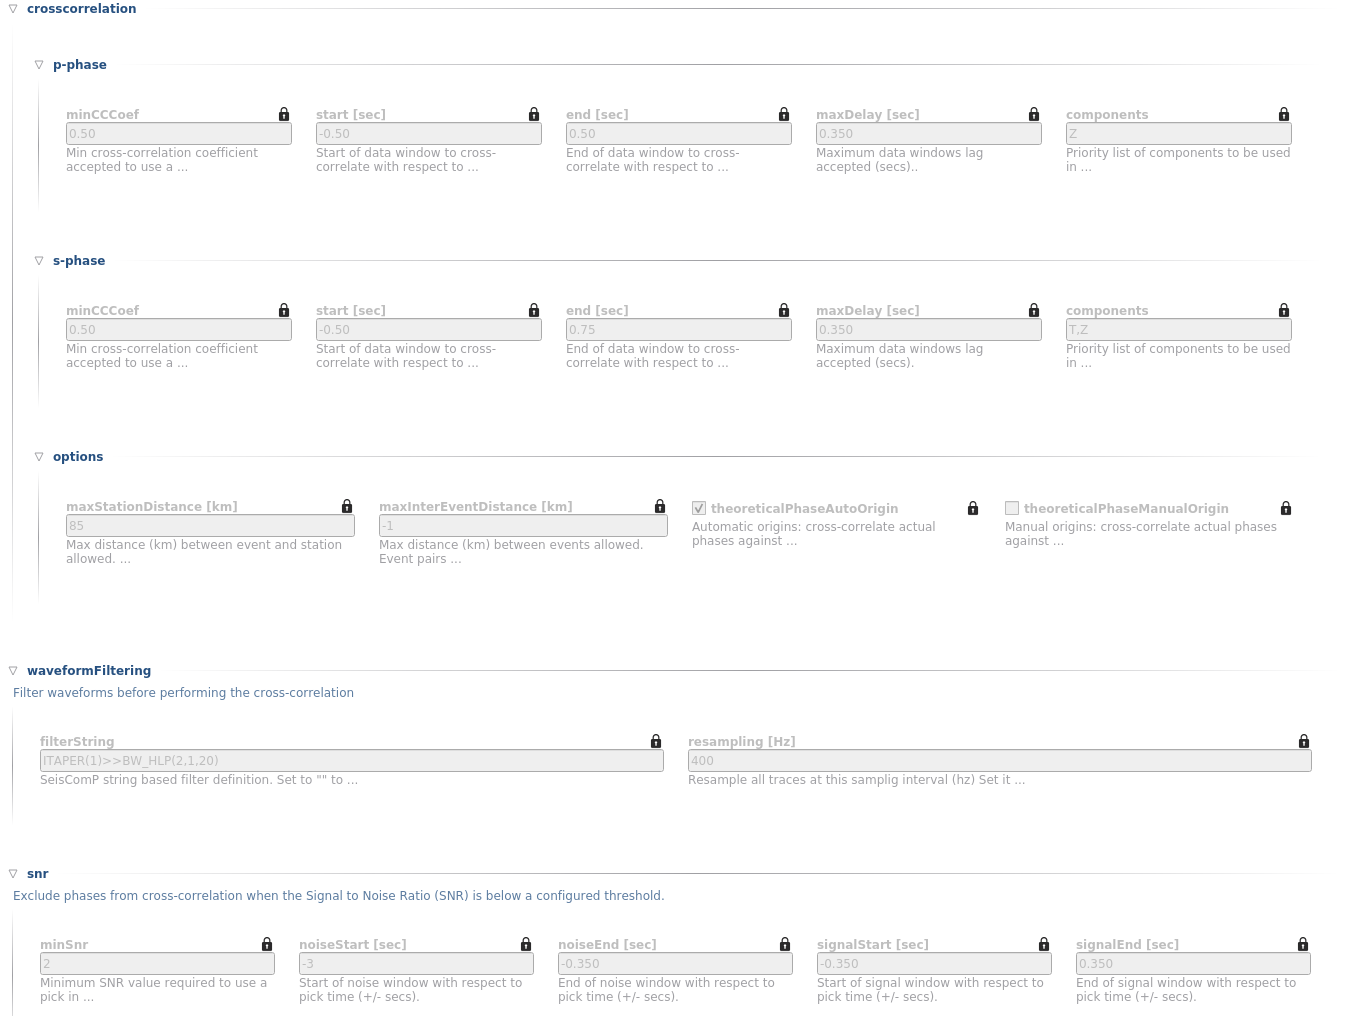 crosscorrelation
p-phase
minCCCoef start [sec] end [sec] maxDelay [sec] components
0.50 -0.50 0.50 0.350 Z
Min cross-correlation coefficient Start of data window to cross- End of data window to cross- Maximum data windows lag Priority list of components to be used
accepted to use a ... correlate with respect to ... correlate with respect to ... accepted (secs).. in ...
s-phase
minCCCoef start [sec] end [sec] maxDelay [sec] components
0.50 -0.50 0.75 0.350 T,Z
Min cross-correlation coefficient Start of data window to cross- End of data window to cross- Maximum data windows lag Priority list of components to be used
accepted to use a ... correlate with respect to ... correlate with respect to ... accepted (secs). in ...
options
maxStationDistance [km] maxInterEventDistance [km] theoreticalPhaseAutoOrigin theoreticalPhaseManualOrigin
85 -1 Automatic origins: cross-correlate actual Manual origins: cross-correlate actual phases
Max distance (km) between event and station Max distance (km) between events allowed. phases against ... against ...
allowed. ... Event pairs ...
waveformFiltering
Filter waveforms before performing the cross-correlation
filterString resampling [Hz]
ITAPER(1)>>BW_HLP(2,1,20) 400
SeisComP string based filter definition. Set to "" to ... Resample all traces at this samplig interval (hz) Set it ...
snr
Exclude phases from cross-correlation when the Signal to Noise Ratio (SNR) is below a configured threshold.
minSnr noiseStart [sec] noiseEnd [sec] signalStart [sec] signalEnd [sec]
2 -3 -0.350 -0.350 0.350
Minimum SNR value required to use a Start of noise window with respect to End of noise window with respect to Start of signal window with respect to End of signal window with respect to
pick in ... pick time (+/- secs). pick time (+/- secs). pick time (+/- secs). pick time (+/- secs).